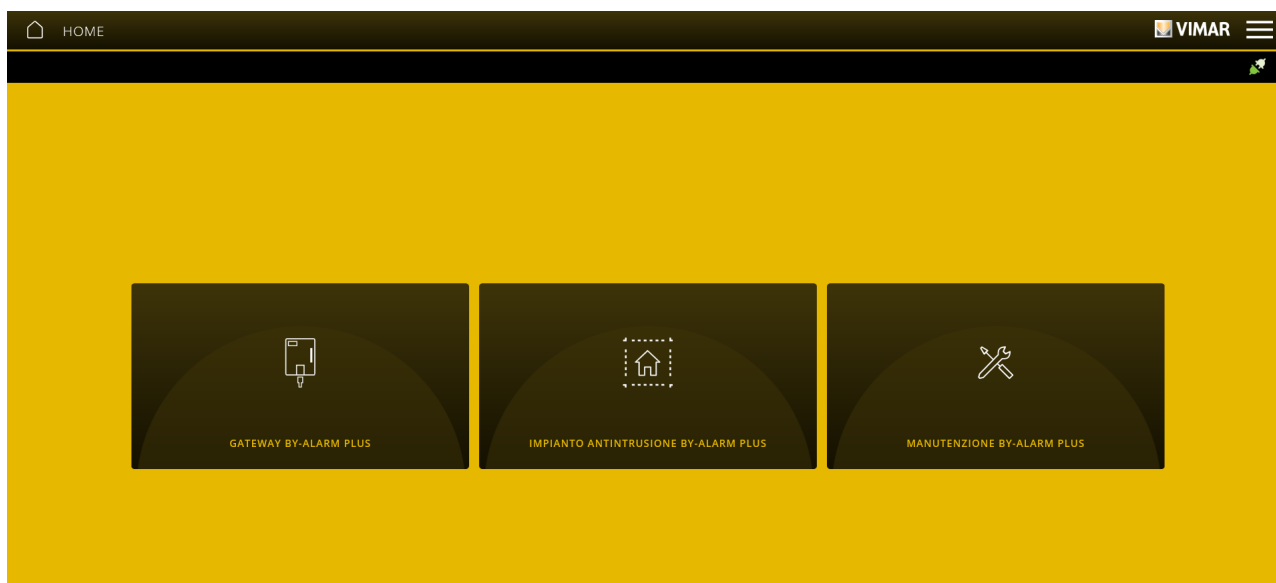 HOME
VIMAR
GATEWAY BY-ALARM PLUS
IMPIANTO ANTINTRUSIONE BY-ALARM PLUS
MANUTENZIONE BY-ALARM PLUS